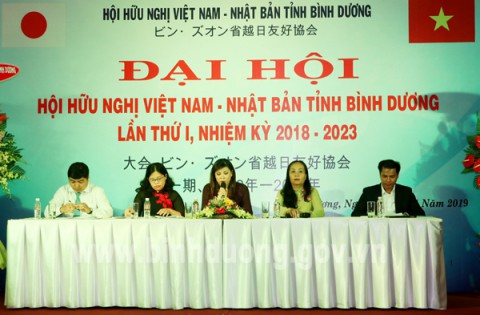 HỘI HỮU NGHỊ VIỆT NAM - NHẬT BẢN TỈNH BÌNH DƯƠNG
ビン・ズオン省越日友好協会
ĐẠI HỘI
HỘI HỮU NGHỊ VIỆT NAM - NHẬT BẢN TỈNH BÌNH DƯƠNG
LẦN THỨ I, NHIỆM KỲ 2018 - 2023
大会 ビン・ズオン省越日友好協会
2019
binhduong.gov.vn